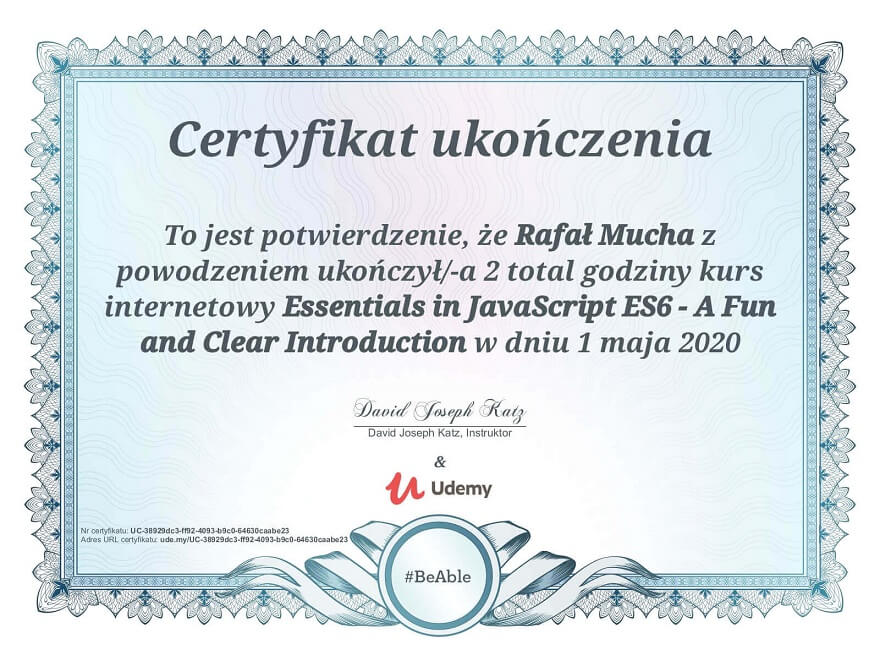 Certyfikat ukończenia
To jest potwierdzenie, że Rafał Mucha z
powodzeniem ukończył/-a 2 total godziny kurs
internetowy Essentials in JavaScript ES6 - A Fun
and Clear Introduction w dniu 1 maja 2020
David Joseph Katz
David Joseph Katz, Instruktor
&
Udemy
Nr certyfikatu: UC-38929dc3-ff92-4093-b9c0-64630caabe23
Adres URL certyfikatu: ude.my/UC-38929dc3-ff92-4093-b9c0-64630caabe23
#BeAble